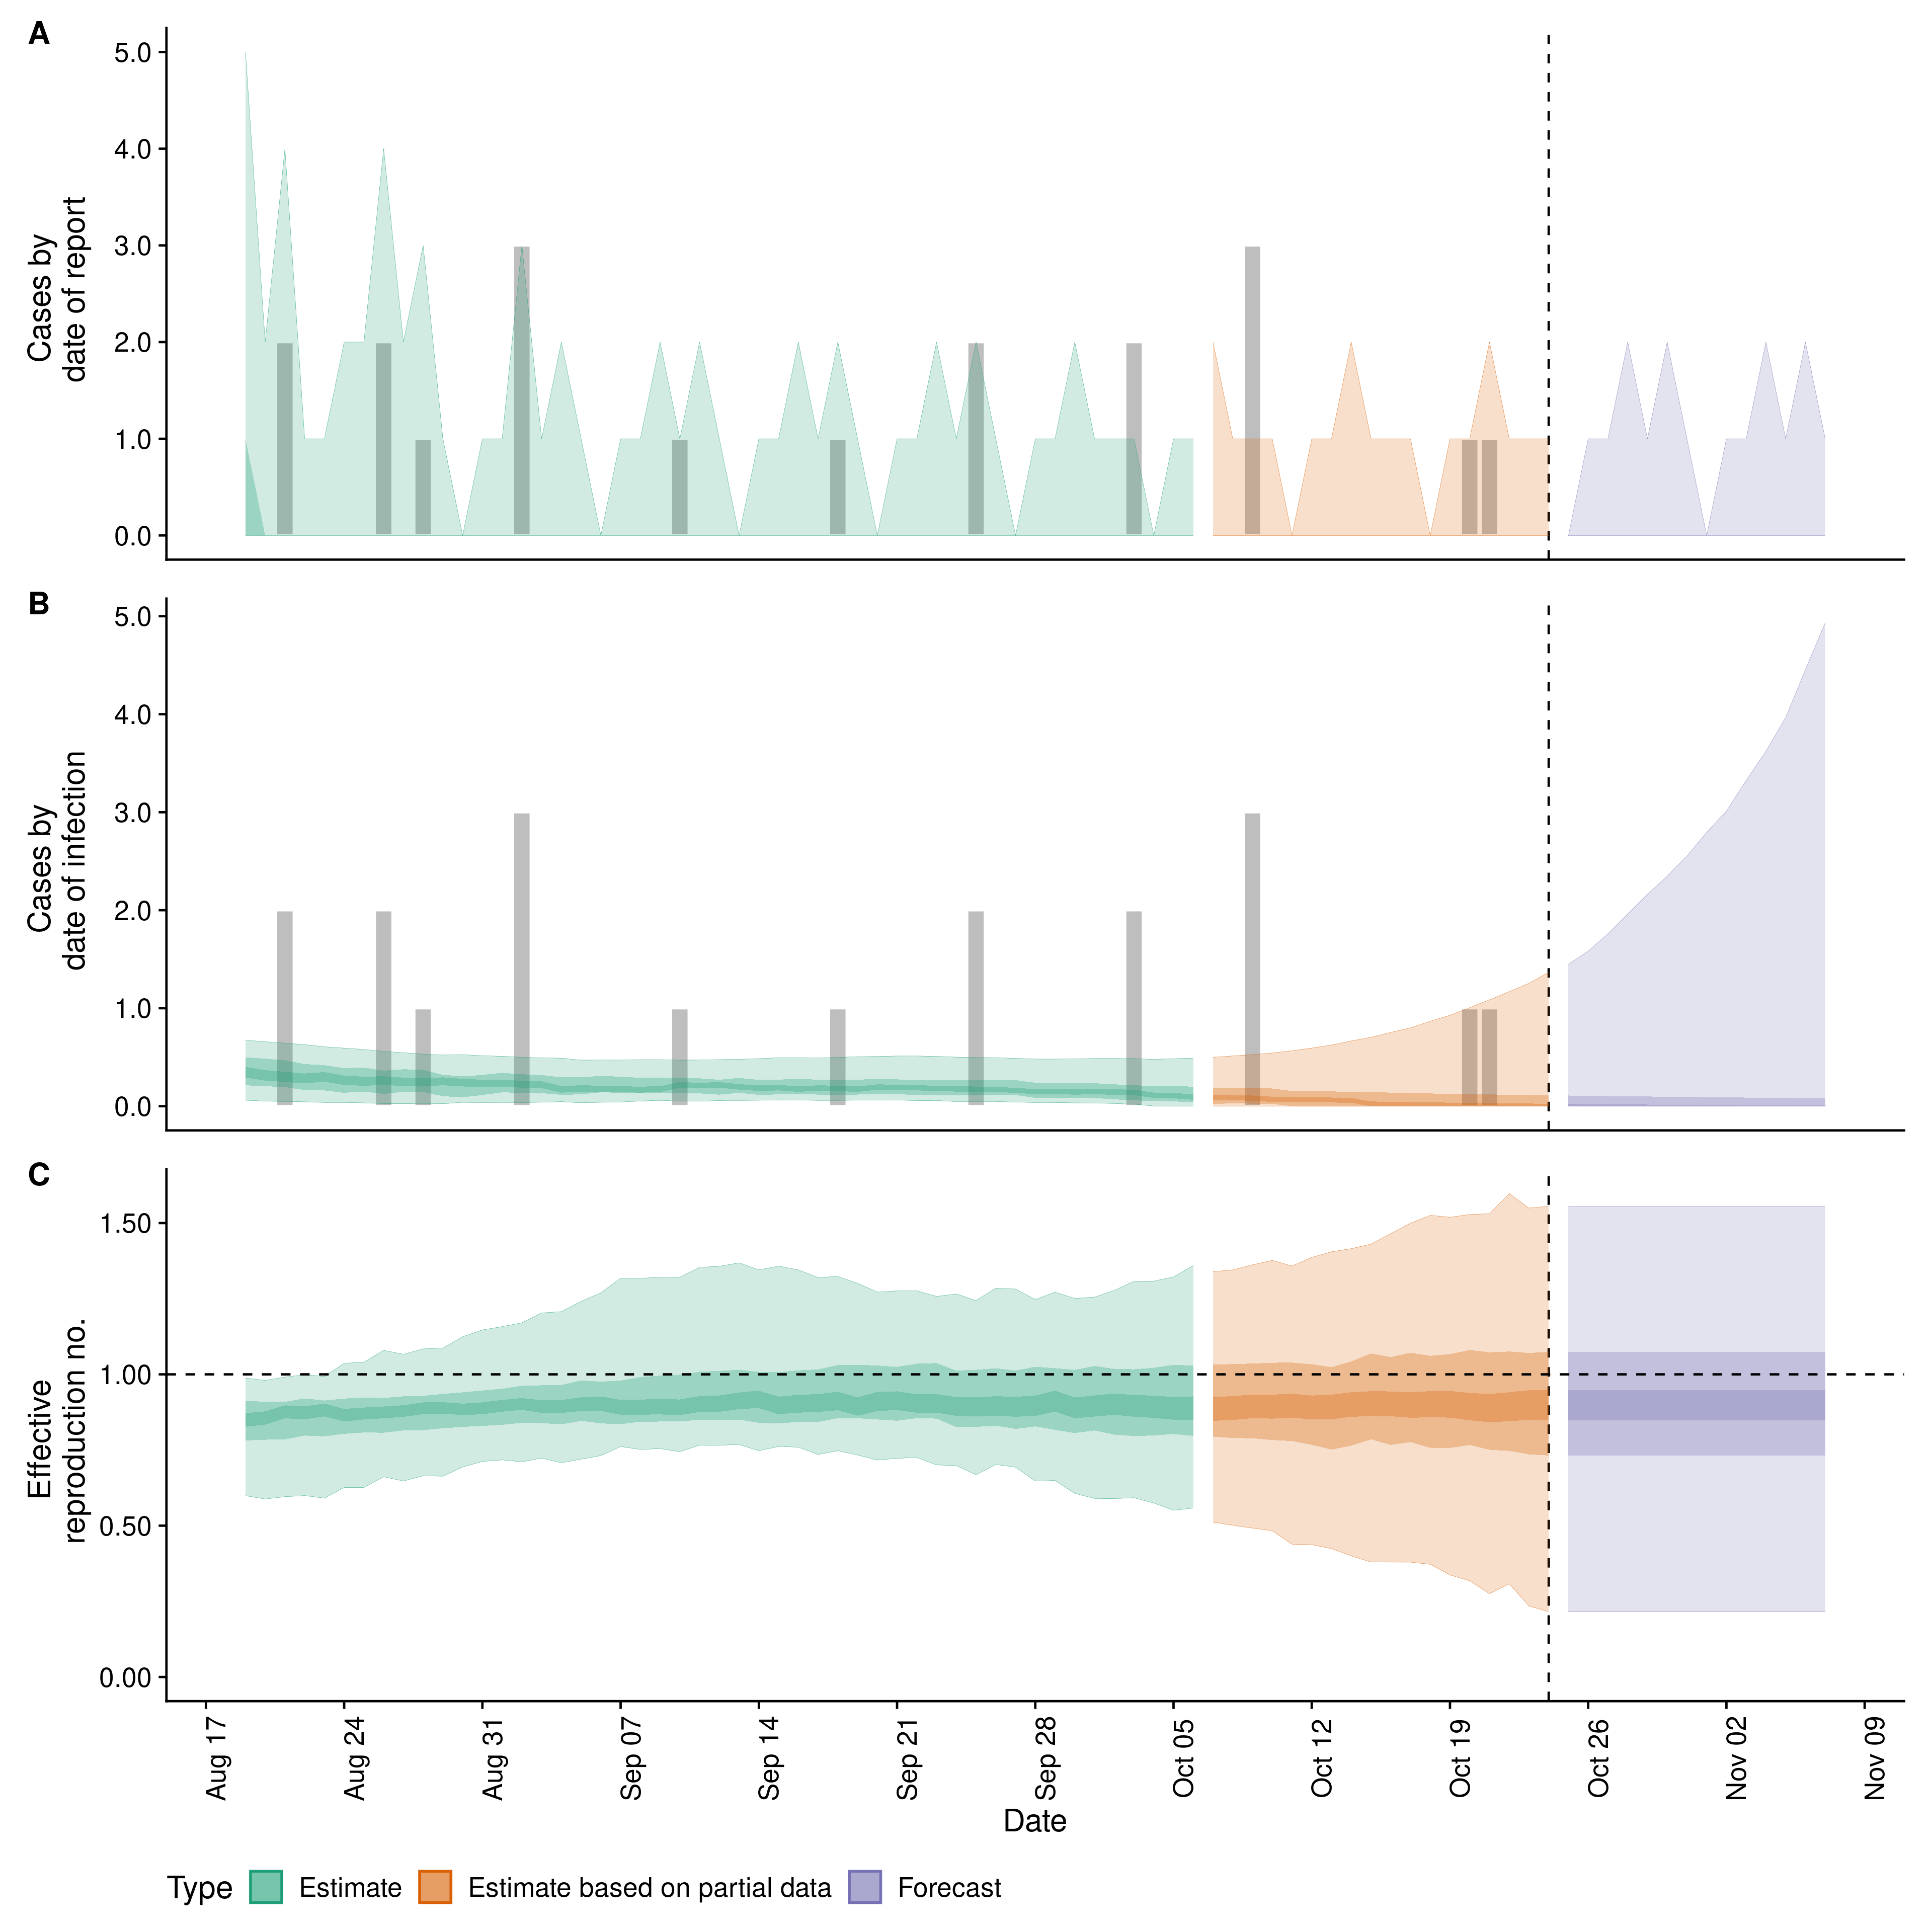 A
Cases by
date of report
5.0
4.0
3.0
2.0
1.0
0.0
B
Cases by
date of infection
5.0
4.0
3.0
2.0
1.0
0.0
C
Effective
reproduction no.
1.50
1.00
0.50
0.00
Aug 17
Aug 24
Aug 31
Sep 07
Sep 14
Sep 21
Sep 28
Oct 05
Oct 12
Oct 19
Oct 26
Nov 02
Nov 09
Date
Type Estimate Estimate based on partial data Forecast